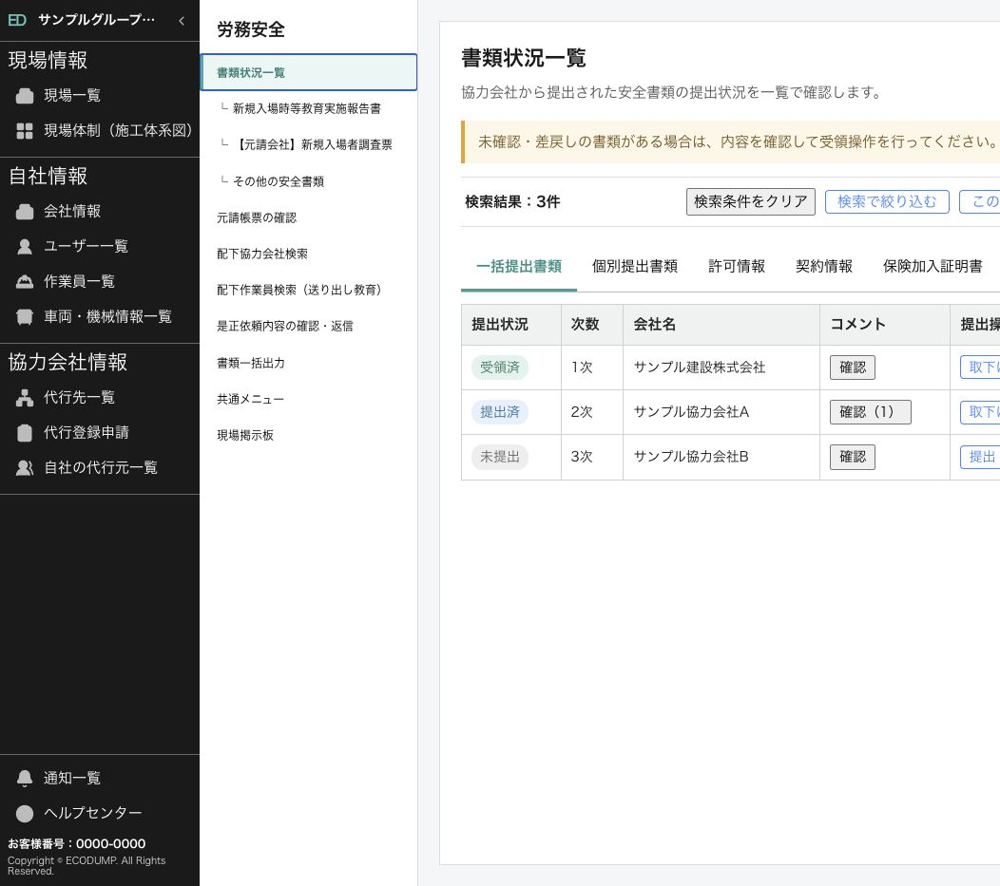 ED サンプルグループ…
現場情報
現場一覧
現場体制（施工体系図）
自社情報
会社情報
ユーザー一覧
作業員一覧
車両・機械情報一覧
協力会社情報
代行先一覧
代行登録申請
自社の代行元一覧
通知一覧
ヘルプセンター
お客様番号：0000-0000
Copyright © ECODUMP. All Rights
Reserved.
労務安全
書類状況一覧
└ 新規入場時等教育実施報告書
└ 【元請会社】新規入場者調査票
└ その他の安全書類
元請帳票の確認
配下協力会社検索
配下作業員検索（送り出し教育）
是正依頼内容の確認・返信
書類一括出力
共通メニュー
現場掲示板
書類状況一覧
協力会社から提出された安全書類の提出状況を一覧で確認します。
未確認・差戻しの書類がある場合は、内容を確認して受領操作を行ってください。
検索結果：3件 検索条件をクリア 検索で絞り込む この
一括提出書類 個別提出書類 許可情報 契約情報 保険加入証明書
提出状況 次数 会社名 コメント 提出操
受領済 1次 サンプル建設株式会社 確認 取下に
提出済 2次 サンプル協力会社A 確認（1） 取下に
未提出 3次 サンプル協力会社B 確認 提出